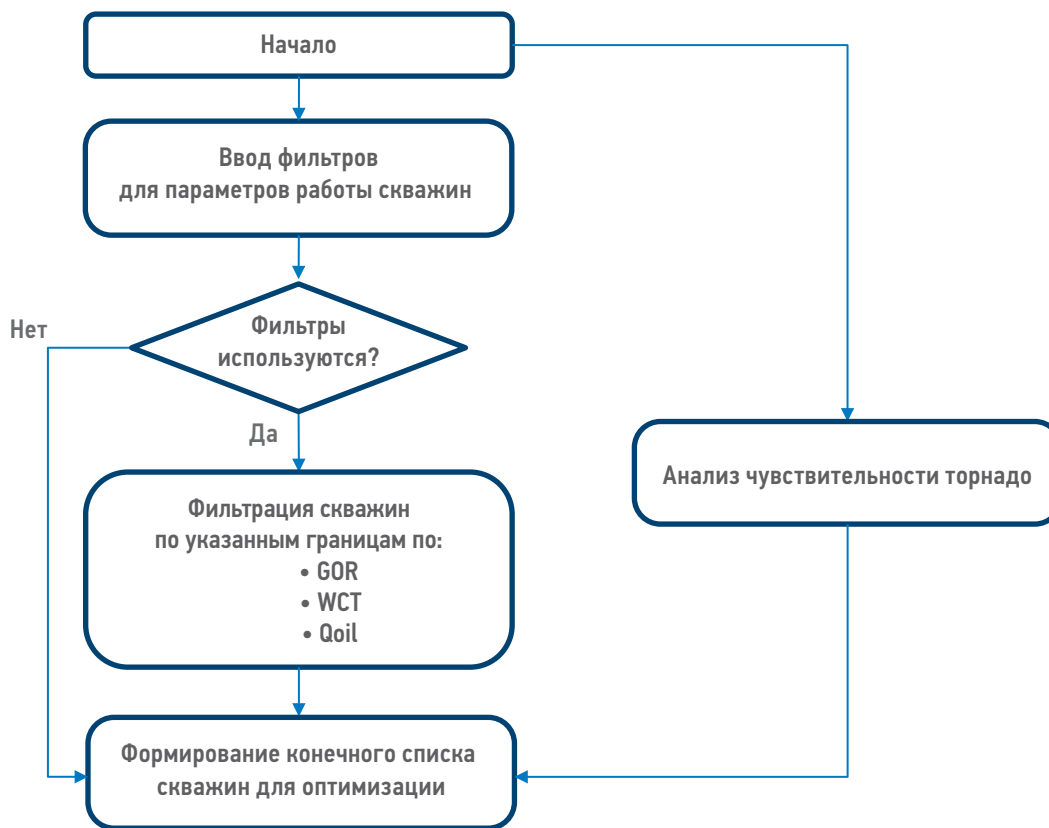 Начало
Ввод фильтров
для параметров работы скважин
Фильтры
используются?
Нет
Да
Фильтрация скважин
по указанным границам по:
• GOR
• WCT
• Qoil
Анализ чувствительности торнадо
Формирование конечного списка
скважин для оптимизации